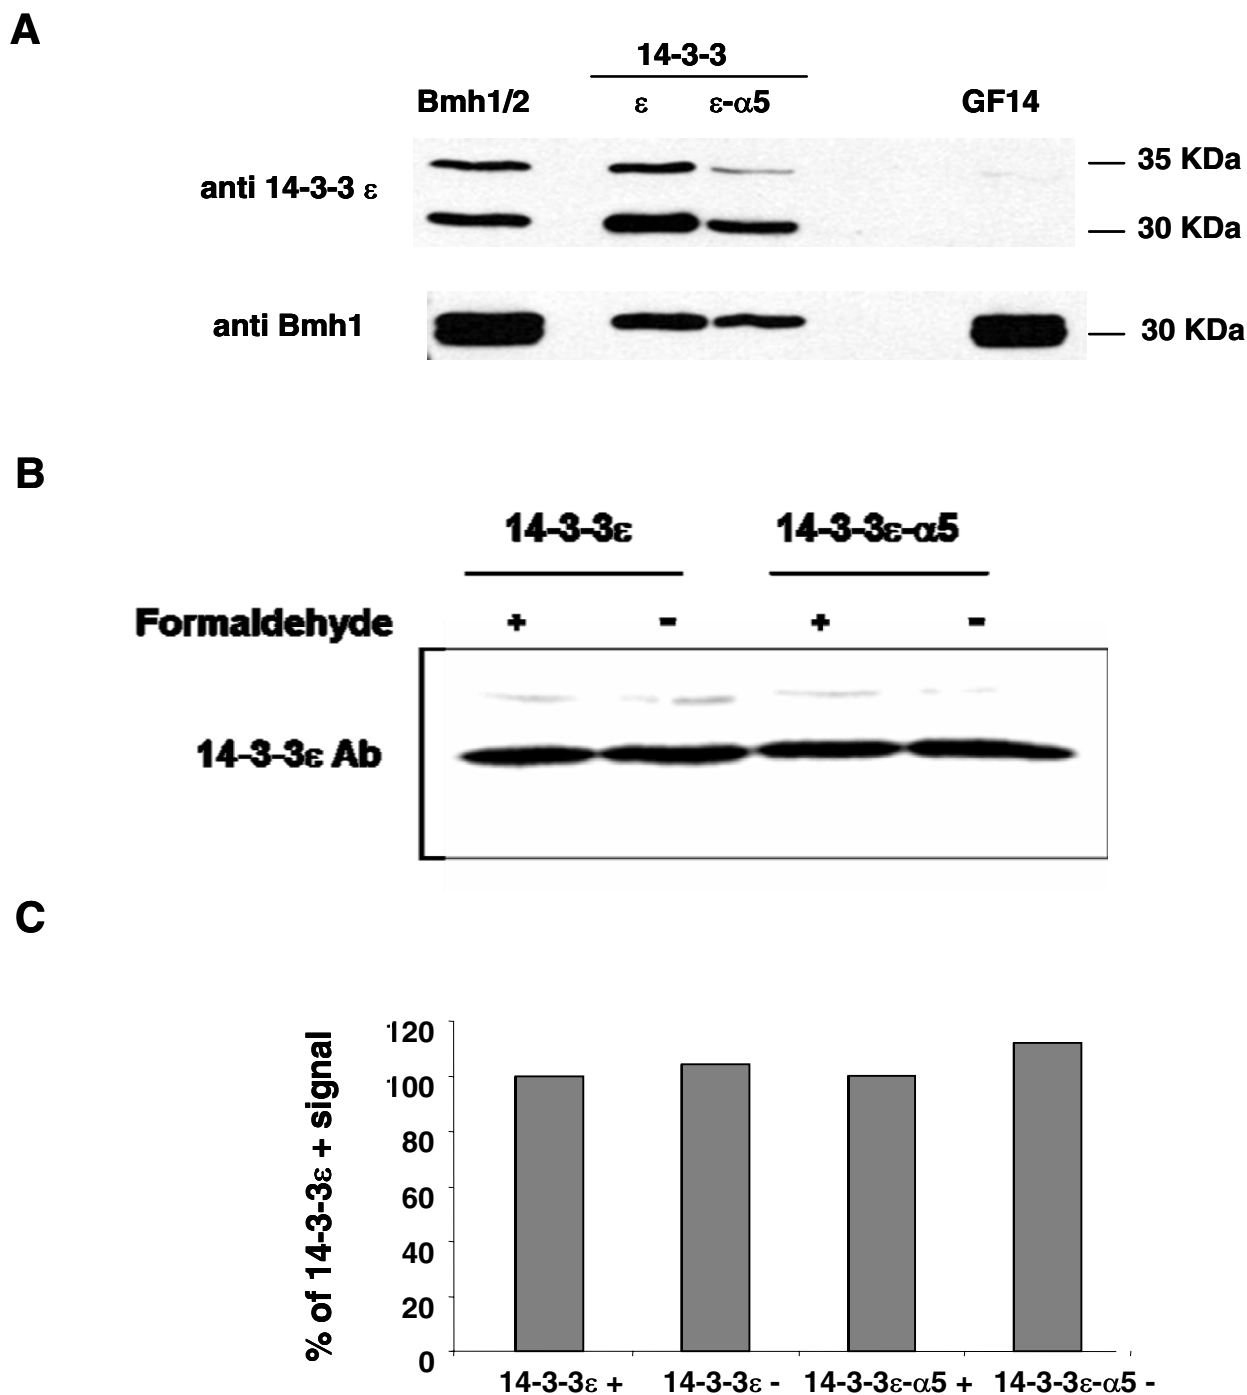 A
14-3-3
Bmh1/2 ε ε-α5 GF14
anti 14-3-3 ε
35 KDa
30 KDa
anti Bmh1
30 KDa
B
14-3-3ε 14-3-3ε-α5
Formaldehyde + - + -
14-3-3ε Ab
C
% of 14-3-3ε + signal
120
100
80
60
40
20
0
14-3-3ε + 14-3-3ε - 14-3-3ε-α5 + 14-3-3ε-α5 -